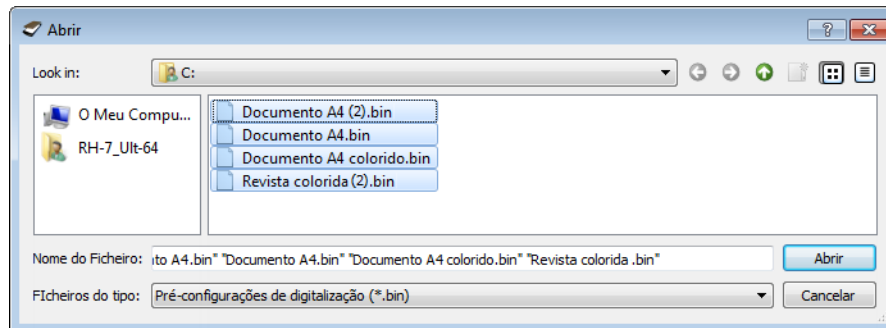 Abrir
Look in: C:
O Meu Compu...
RH-7_Ult-64
Documento A4 (2).bin
Documento A4.bin
Documento A4 colorido.bin
Revista colorida (2).bin
Nome do Ficheiro: to A4.bin" "Documento A4.bin" "Documento A4 colorido.bin" "Revista colorida .bin" Abrir
FIcheiros do tipo: Pré-configurações de digitalização (*.bin) Cancelar